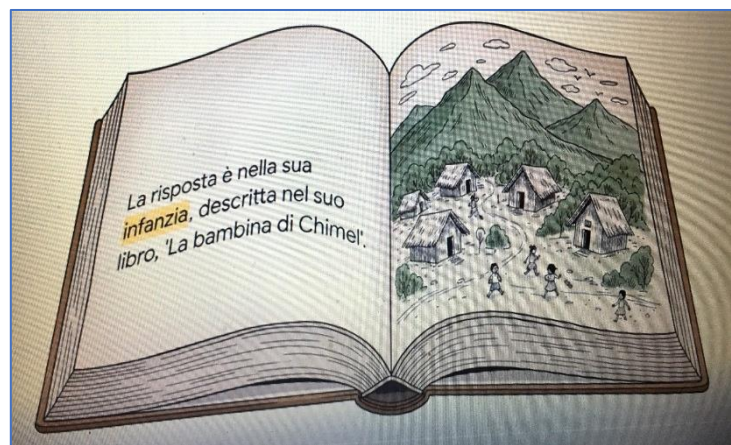 La risposta è nella sua
infanzia, descritta nel suo
libro, 'La bambina di Chimel'.